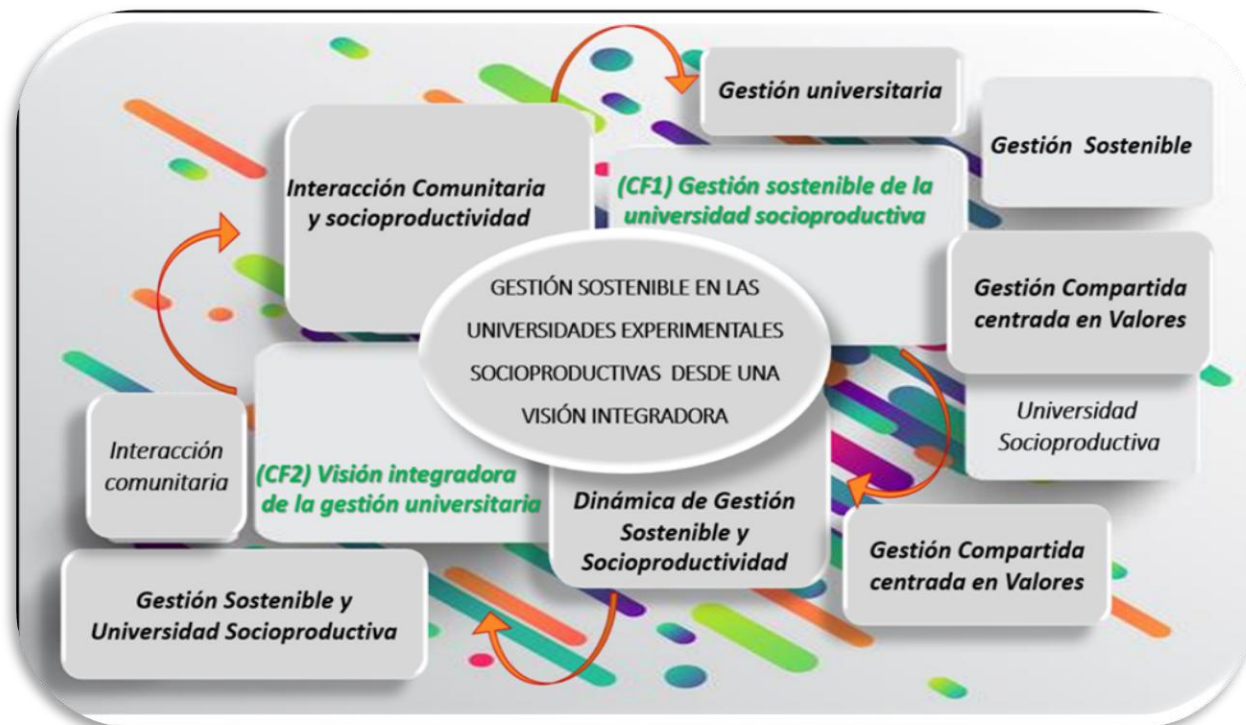 Gestión universitaria
Gestión Sostenible
Interacción Comunitaria
y socioproductividad
(CF1) Gestión sostenible de la
universidad socioproductiva
Gestión Compartida
centrada en Valores
GESTIÓN SOSTENIBLE EN LAS
UNIVERSIDADES EXPERIMENTALES
SOCIOPRODUCTIVAS DESDE UNA
VISIÓN INTEGRADORA
Universidad
Socioproductiva
Interacción
comunitaria
(CF2) Visión integradora
de la gestión universitaria
Dinámica de Gestión
Sostenible y
Socioproductividad
Gestión Compartida
centrada en Valores
Gestión Sostenible y
Universidad Socioproductiva